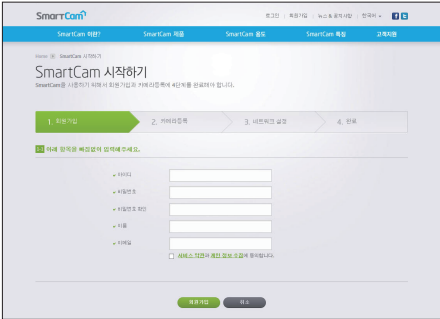 SmartCam
로그인 | 회원가입 | 뉴스&공지사항 | 한국어
SmartCam 이란? SmartCam 제품 SmartCam 용도 SmartCam 특징 고객지원
Home SmartCam 시작하기
SmartCam 시작하기
SmartCam을 사용하기 위해서 회원가입과 카메라등록에 4단계를 완료해야 합니다.
1. 회원가입 2. 카메라등록 3. 네트워크 설정 4. 완료
아래 항목을 빠짐없이 입력해주세요.
아이디
비밀번호
비밀번호 확인
이름
이메일
서비스 약관과 개인 정보 수집에 동의합니다.
회원가입 취소